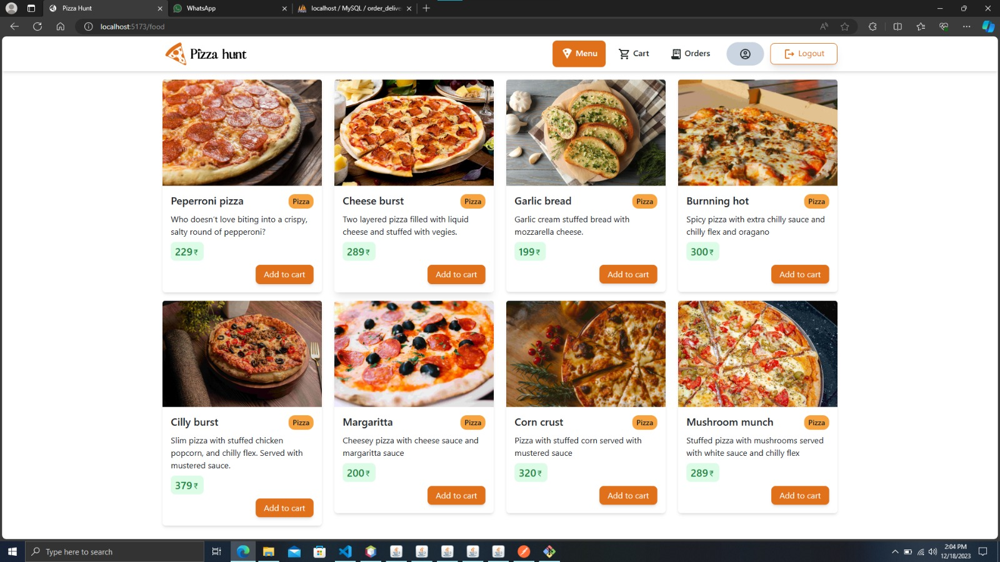 Pizza Hunt
WhatsApp
localhost / MySQL / order_delive
localhost:5173/food
Pizza hunt
Menu
Cart
Orders
Logout
Peperroni pizza
Pizza
Who doesn't love biting into a crispy,
salty round of pepperoni?
229₹
Add to cart
Cheese burst
Pizza
Two layered pizza filled with liquid
cheese and stuffed with vegies.
289₹
Add to cart
Garlic bread
Pizza
Garlic cream stuffed bread with
mozzarella cheese.
199₹
Add to cart
Burnning hot
Pizza
Spicy pizza with extra chilly sauce and
chilly flex and oragano
300₹
Add to cart
Cilly burst
Pizza
Slim pizza with stuffed chicken
popcorn, and chilly flex. Served with
mustered sauce.
379₹
Add to cart
Margaritta
Pizza
Cheesey pizza with cheese sauce and
margaritta sauce
200₹
Add to cart
Corn crust
Pizza
Pizza with stuffed corn served with
mustered sauce
320₹
Add to cart
Mushroom munch
Pizza
Stuffed pizza with mushrooms served
with white sauce and chilly flex
289₹
Add to cart
Type here to search
2:04 PM
12/18/2023